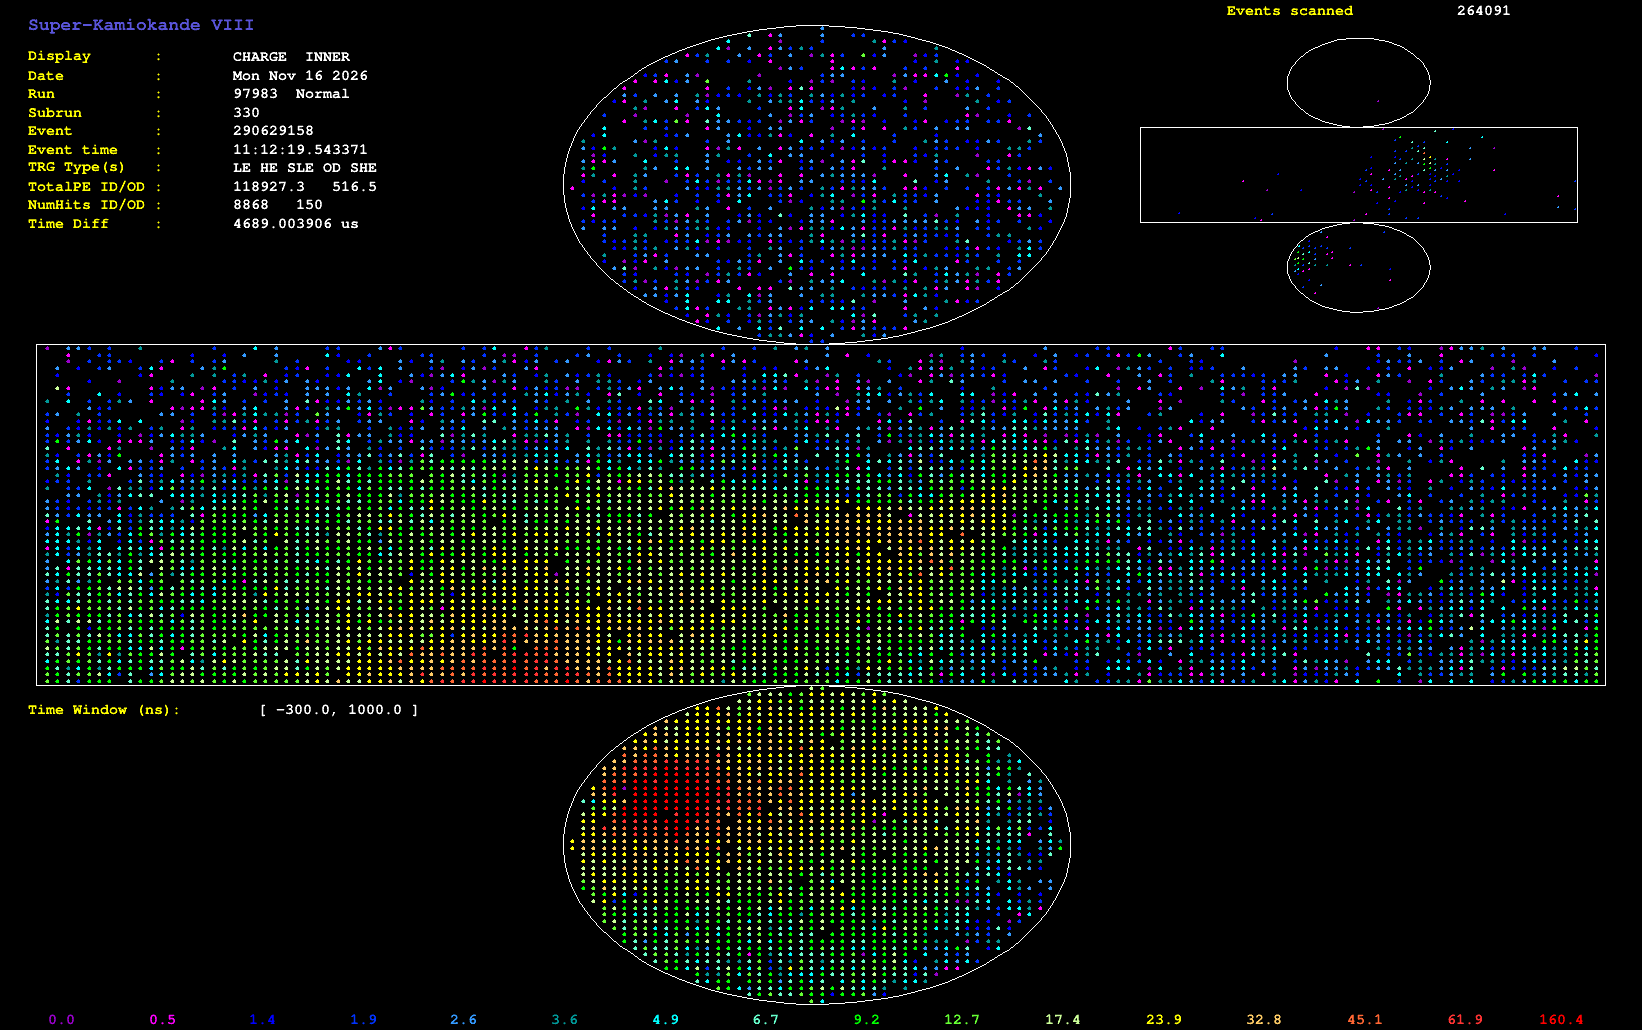 Super-Kamiokande VIII
Events scanned 264091
Display : CHARGE INNER
Date : Mon Nov 16 2026
Run : 97983 Normal
Subrun : 330
Event : 290629158
Event time : 11:12:19.543371
TRG Type(s) : LE HE SLE OD SHE
TotalPE ID/OD : 118927.3 516.5
NumHits ID/OD : 8868 150
Time Diff : 4689.003906 us
Time Window (ns): [ -300.0, 1000.0 ]
0.0 0.5 1.4 1.9 2.6 3.6 4.9 6.7 9.2 12.7 17.4 23.9 32.8 45.1 61.9 160.4